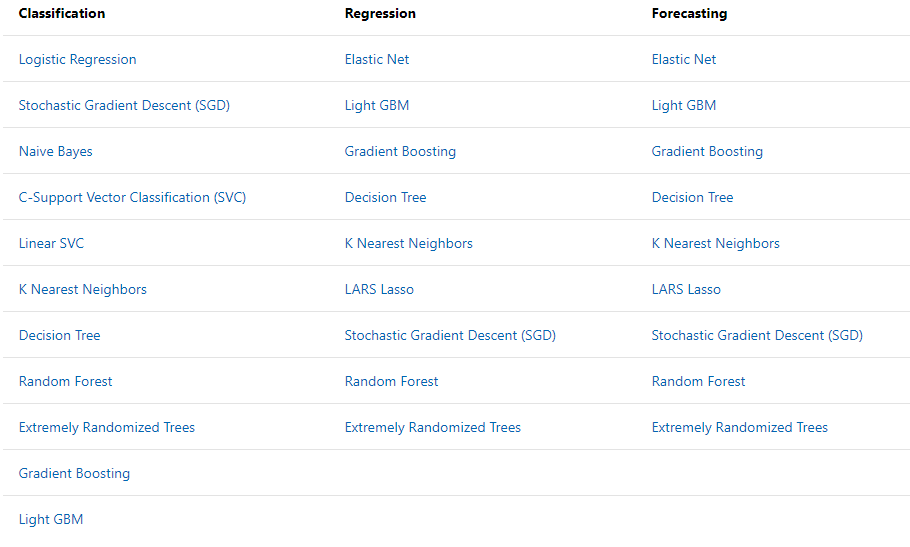 Classification Regression Forecasting
Logistic Regression Elastic Net Elastic Net
Stochastic Gradient Descent (SGD) Light GBM Light GBM
Naive Bayes Gradient Boosting Gradient Boosting
C-Support Vector Classification (SVC) Decision Tree Decision Tree
Linear SVC K Nearest Neighbors K Nearest Neighbors
K Nearest Neighbors LARS Lasso LARS Lasso
Decision Tree Stochastic Gradient Descent (SGD) Stochastic Gradient Descent (SGD)
Random Forest Random Forest Random Forest
Extremely Randomized Trees Extremely Randomized Trees Extremely Randomized Trees
Gradient Boosting
Light GBM